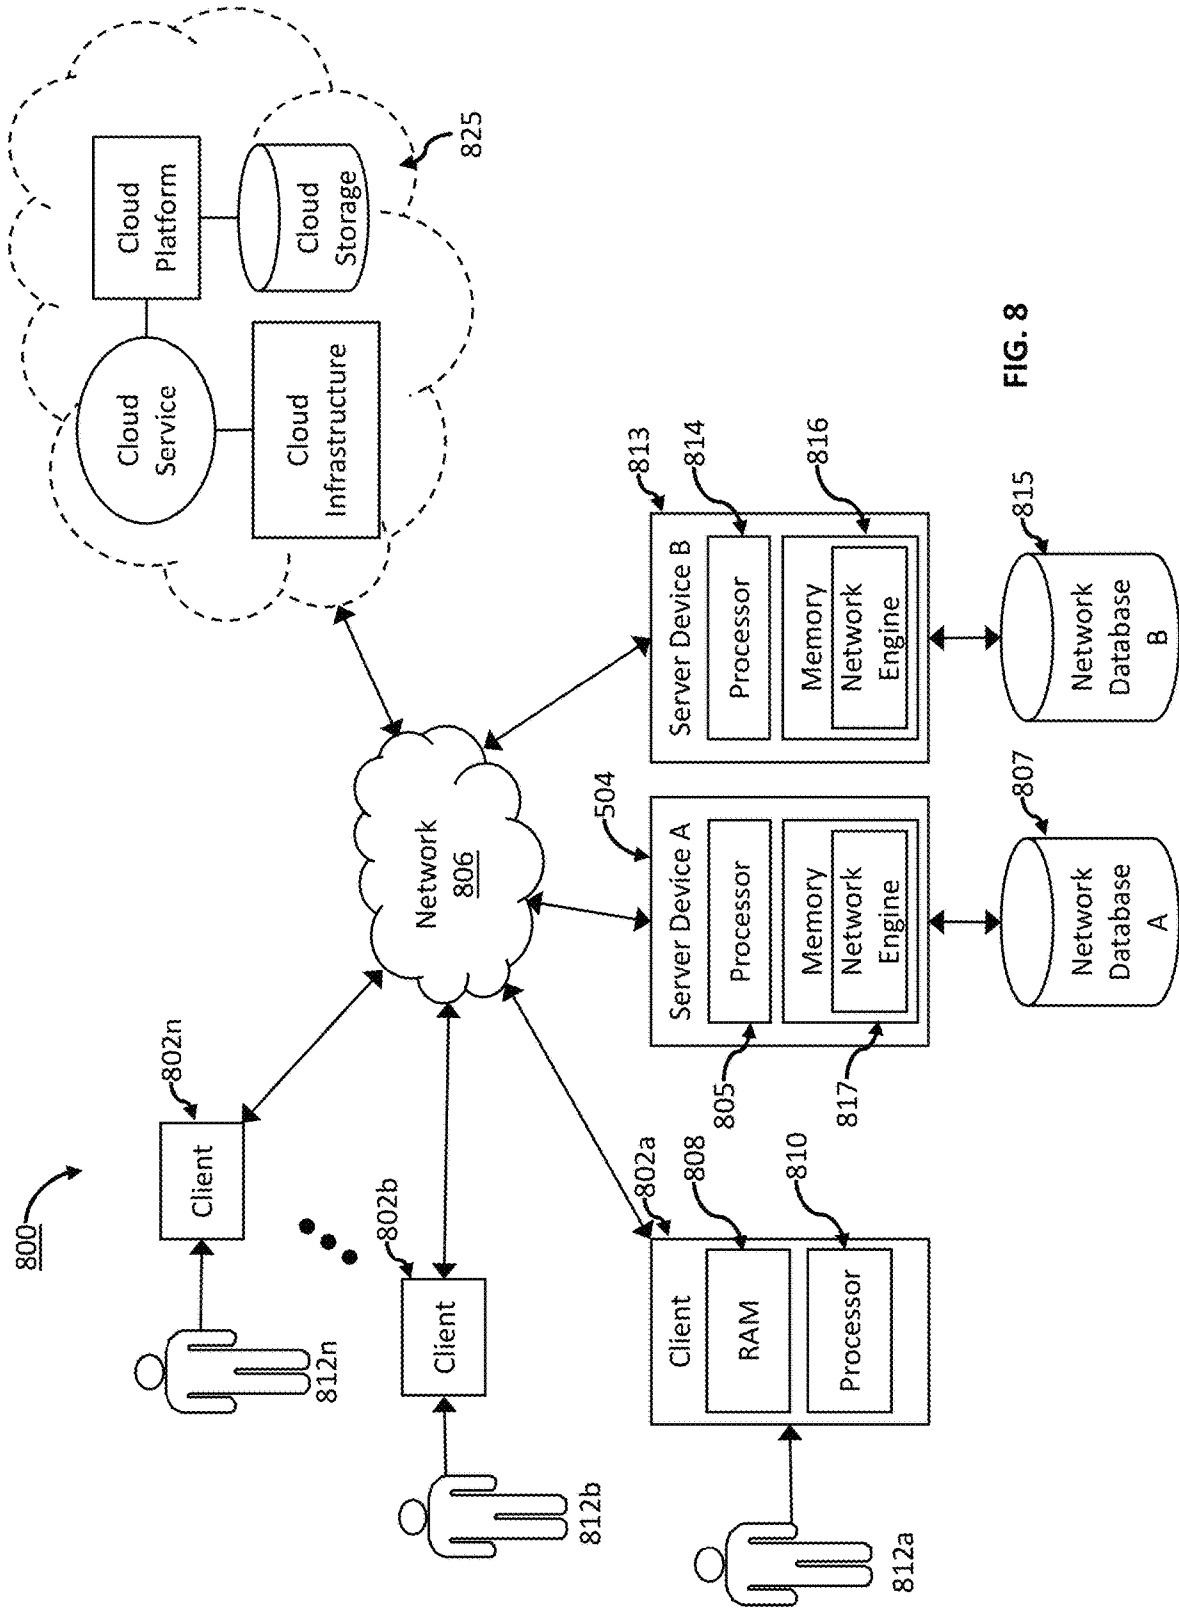 800
812n
Client
802n
812b
Client
802b
812a
Client
802a
RAM
808
Processor
810
Network
806
Server Device A
504
Processor
805
Memory
Network
Engine
817
Network
Database
A
807
Server Device B
813
Processor
814
Memory
Network
Engine
816
Network
Database
B
815
Cloud
Service
Cloud
Platform
Cloud
Infrastructure
Cloud
Storage
825
FIG. 8